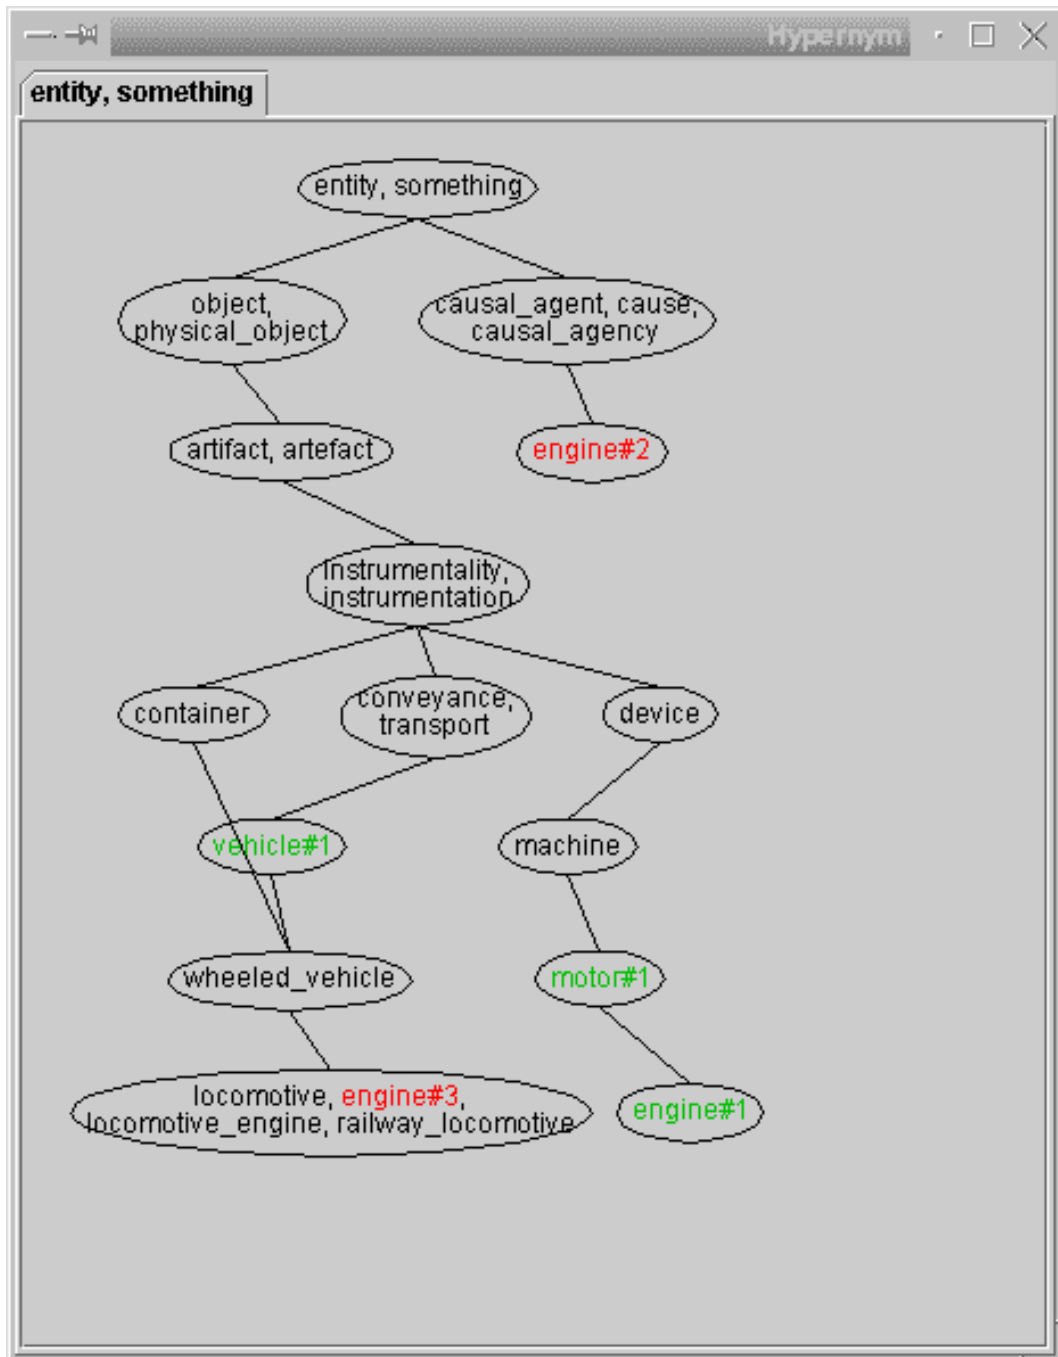 Hypernym
entity, something
entity, something
object,
physical_object
causal_agent, cause,
causal_agency
artifact, artefact
engine#2
instrumentality,
instrumentation
container
conveyance,
transport
device
vehicle#1
machine
wheeled_vehicle
motor#1
locomotive, engine#3,
locomotive_engine, railway_locomotive
engine#1